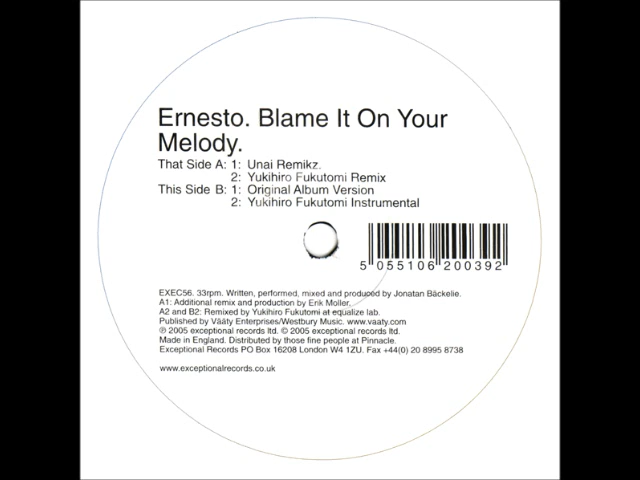 Ernesto. Blame It On Your
Melody.
That Side A: 1: Unai Remikz.
2: Yukihiro Fukutomi Remix
This Side B: 1: Original Album Version
2: Yukihiro Fukutomi Instrumental
5 055106 200392
EXEC56. 33rpm. Written, performed, mixed and produced by Jonatan Bäckelie.
A1: Additional remix and production by Erik Moller.
A2 and B2: Remixed by Yukihiro Fukutomi at equalize lab.
Published by Vääty Enterprises/Westbury Music. www.vaaty.com
℗ 2005 exceptional records ltd. © 2005 exceptional records ltd.
Made in England. Distributed by those fine people at Pinnacle.
Exceptional Records PO Box 16208 London W4 1ZU. Fax +44(0) 20 8995 8738
www.exceptionalrecords.co.uk